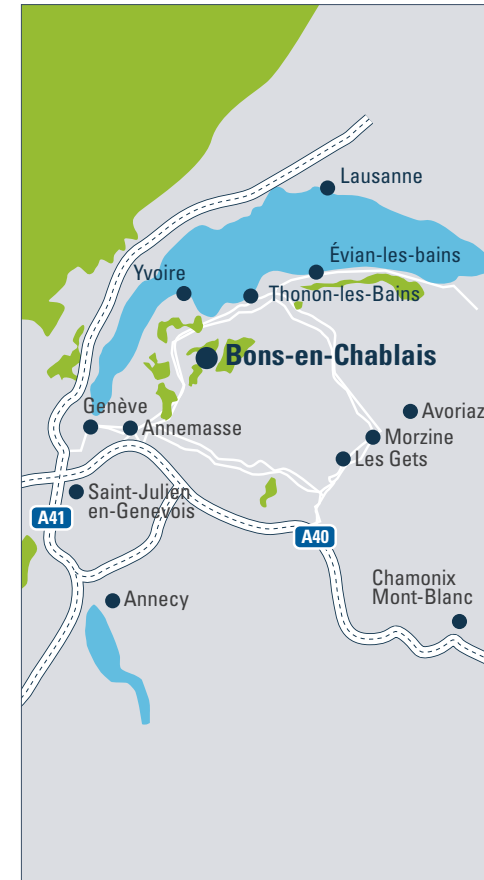 Lausanne
Évian-les-bains
Yvoire
Thonon-les-Bains
Bons-en-Chablais
Genève
Avoriaz
Annemasse
Morzine
Les Gets
Saint-Julien
en-Genevois
A41
A40
Chamonix
Mont-Blanc
Annecy